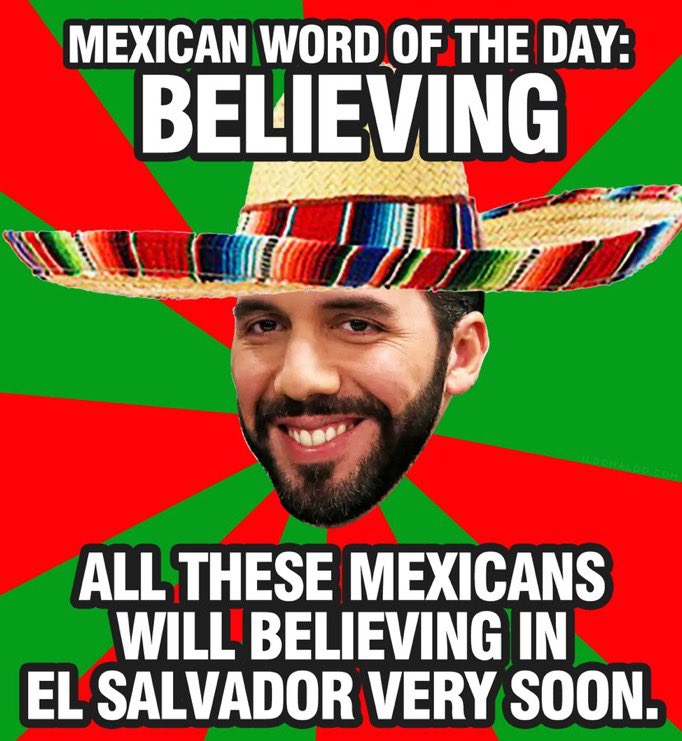 MEXICAN WORD OF THE DAY:
BELIEVING
ALL THESE MEXICANS
WILL BELIEVING IN
EL SALVADOR VERY SOON.